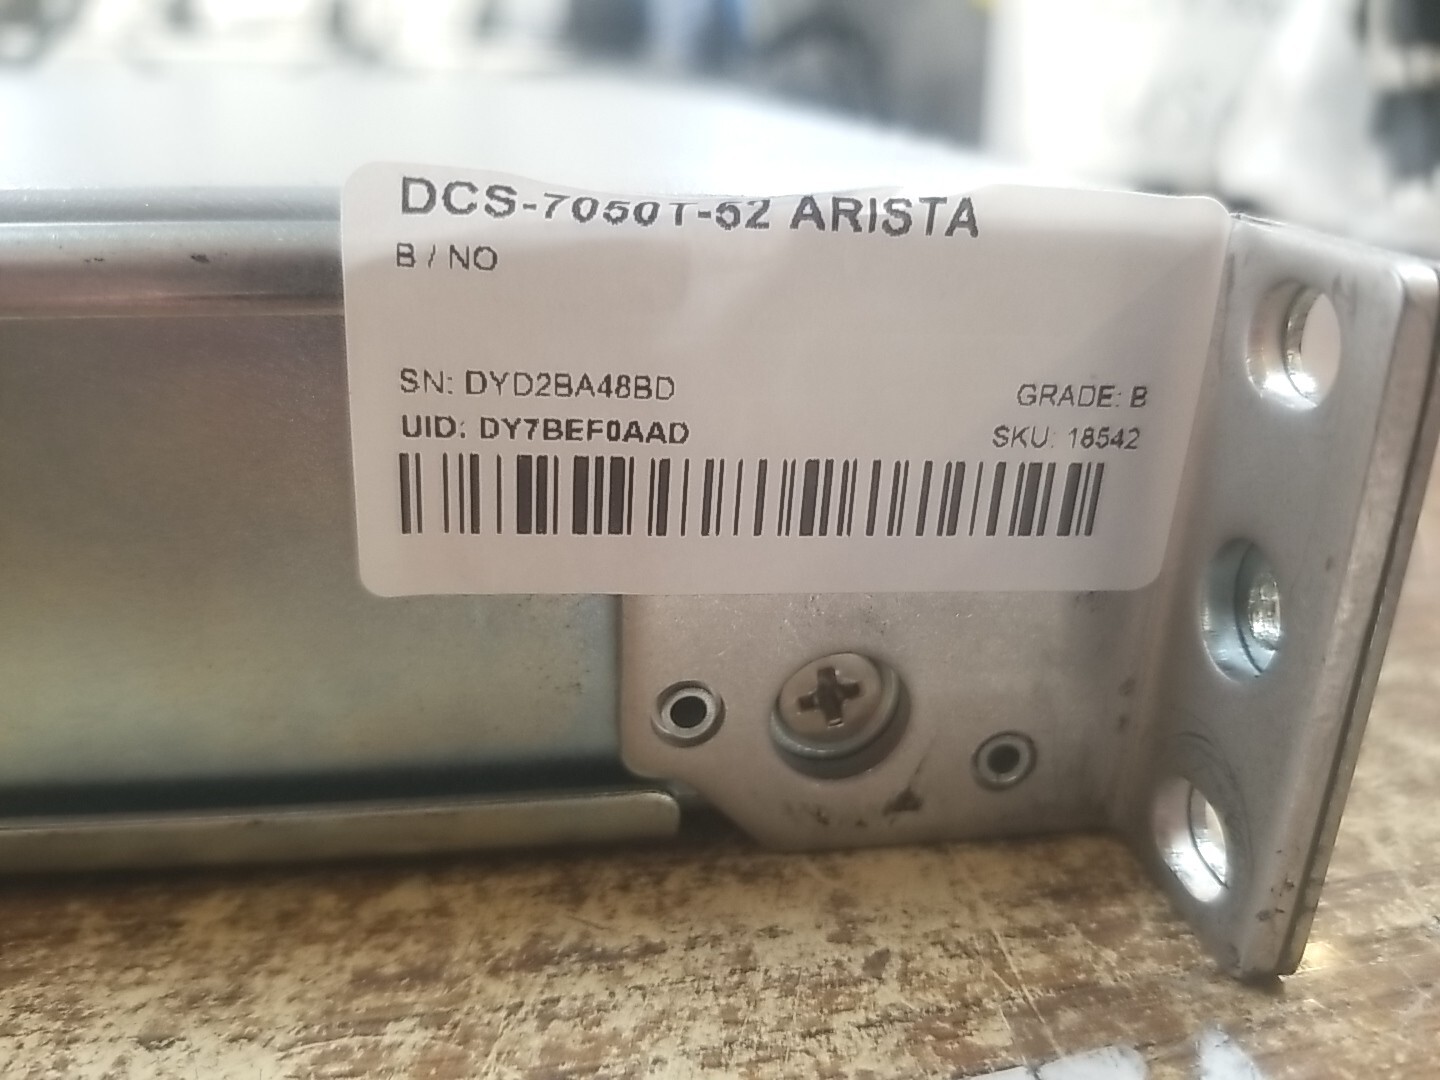 DCS-7050T-52 ARISTA
B / NO
SN: DYD2BA48BD
GRADE: B
UID: DY7BEF0AAD
SKU: 18542